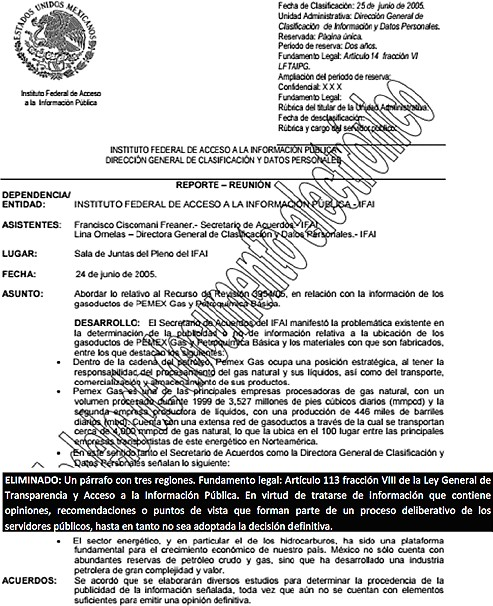 ESTADOS UNIDOS MEXICANOS
Instituto Federal de Acceso
a la Información Pública
Fecha de Clasificación: 25 de junio de 2005.
Unidad Administrativa: Dirección General de
Clasificación de Información y Datos Personales.
Reservada: Página única.
Periodo de reserva: Dos años.
Fundamento Legal: Artículo 14 fracción VI
LFTAIPG.
Ampliación del periodo de reserva:
Confidencial: X X X
Fundamento Legal:
Rúbrica del titular de la Unidad Administrativa:
Fecha de desclasificación:
Rúbrica y cargo del servidor público:
INSTITUTO FEDERAL DE ACCESO A LA INFORMACIÓN PÚBLICA
DIRECCIÓN GENERAL DE CLASIFICACIÓN Y DATOS PERSONALES
REPORTE – REUNIÓN
DEPENDENCIA/
ENTIDAD: INSTITUTO FEDERAL DE ACCESO A LA INFORMACIÓN PÚBLICA - IFAI
ASISTENTES: Francisco Ciscomani Freaner.- Secretario de Acuerdos - IFAI
Lina Ornelas – Directora General de Clasificación y Datos Personales.- IFAI
LUGAR: Sala de Juntas del Pleno del IFAI
FECHA: 24 de junio de 2005.
ASUNTO: Abordar lo relativo al Recurso de Revisión /05, en relación con la información de los
gasoductos de PEMEX Gas y Petroquímica Básica.
DESARROLLO: El Secretario de Acuerdos del IFAI manifestó la problemática existente en
la determinación de la publicidad o no de información relativa a la ubicación de los
gasoductos de PEMEX Gas y Petroquímica Básica y los materiales con que son fabricados,
entre los que destacan los siguientes:
• Dentro de la cadena del petróleo, Pemex Gas ocupa una posición estratégica, al tener la
responsabilidad del procesamiento del gas natural y sus líquidos, así como del transporte,
comercialización y almacenamiento de sus productos.
• Pemex Gas es una de las principales empresas procesadoras de gas natural, con un
volumen procesado durante 1999 de 3,527 millones de pies cúbicos diarios (mmpcd) y la
segunda empresa productora de líquidos, con una producción de 446 miles de barriles
diarios (mbd). Cuenta con una extensa red de gasoductos a través de la cual se transportan
cerca de 4,000 mmpcd de gas natural, lo que la ubica en el 100 lugar entre las principales
empresas transportistas de este energético en Norteamérica.
• En este sentido tanto el Secretario de Acuerdos como la Directora General de Clasificación y
Datos Personales señalan lo siguiente:
ELIMINADO: Un párrafo con tres reglones. Fundamento legal: Artículo 113 fracción VIII de la Ley General de
Transparencia y Acceso a la Información Pública. En virtud de tratarse de información que contiene
opiniones, recomendaciones o puntos de vista que forman parte de un proceso deliberativo de los
servidores públicos, hasta en tanto no sea adoptada la decisión definitiva.
• El sector energético, y en particular el de los hidrocarburos, ha sido una plataforma
fundamental para el crecimiento económico de nuestro país. México no sólo cuenta con
abundantes reservas de petróleo crudo y gas, sino que ha desarrollado una industria
petrolera de gran complejidad y valor.
ACUERDOS: Se acordó que se elaborarán diversos estudios para determinar la procedencia de la
publicidad de la información señalada, toda vez que aún no se cuentan con elementos
suficientes para emitir una opinión definitiva.
documento electrónico